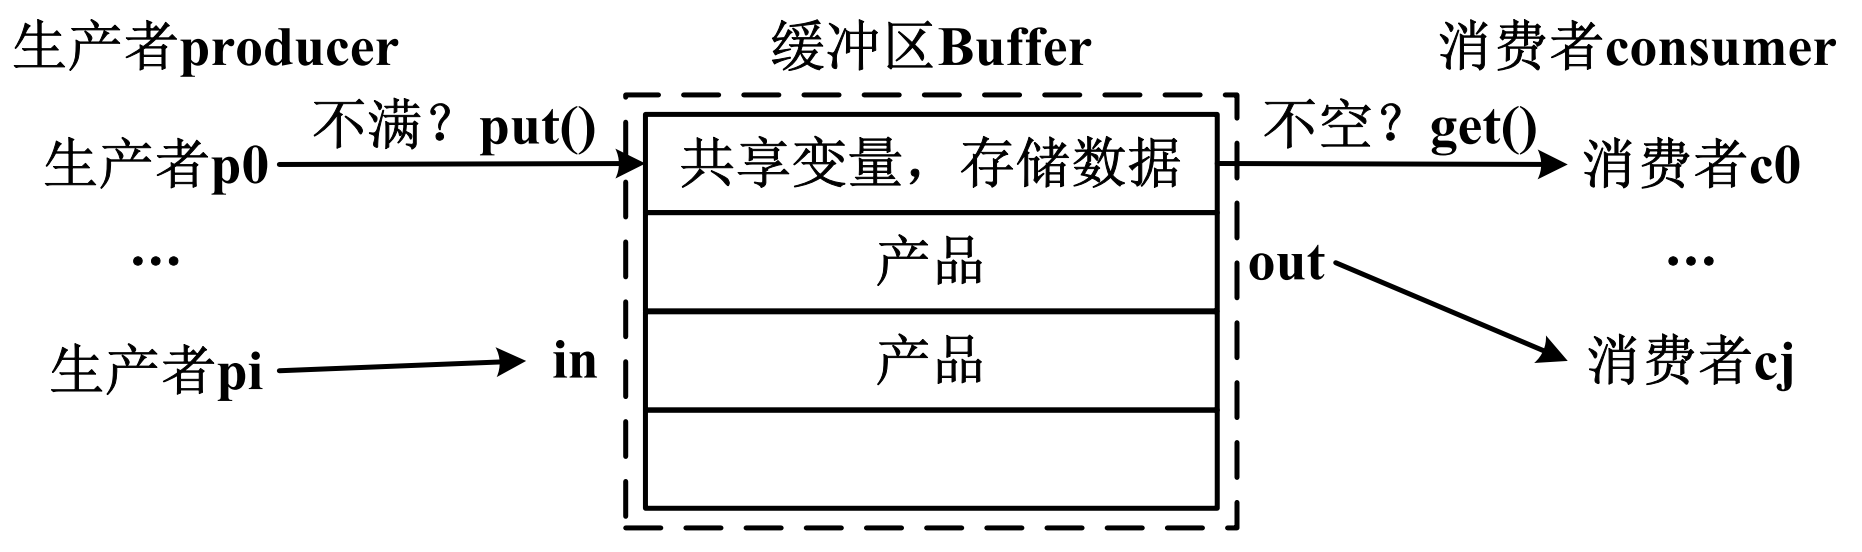 生产者producer
缓冲区Buffer
消费者consumer
不满？put()
不空？get()
生产者p0
共享变量，存储数据
消费者c0
...
产品
out
...
生产者pi
in
产品
消费者cj